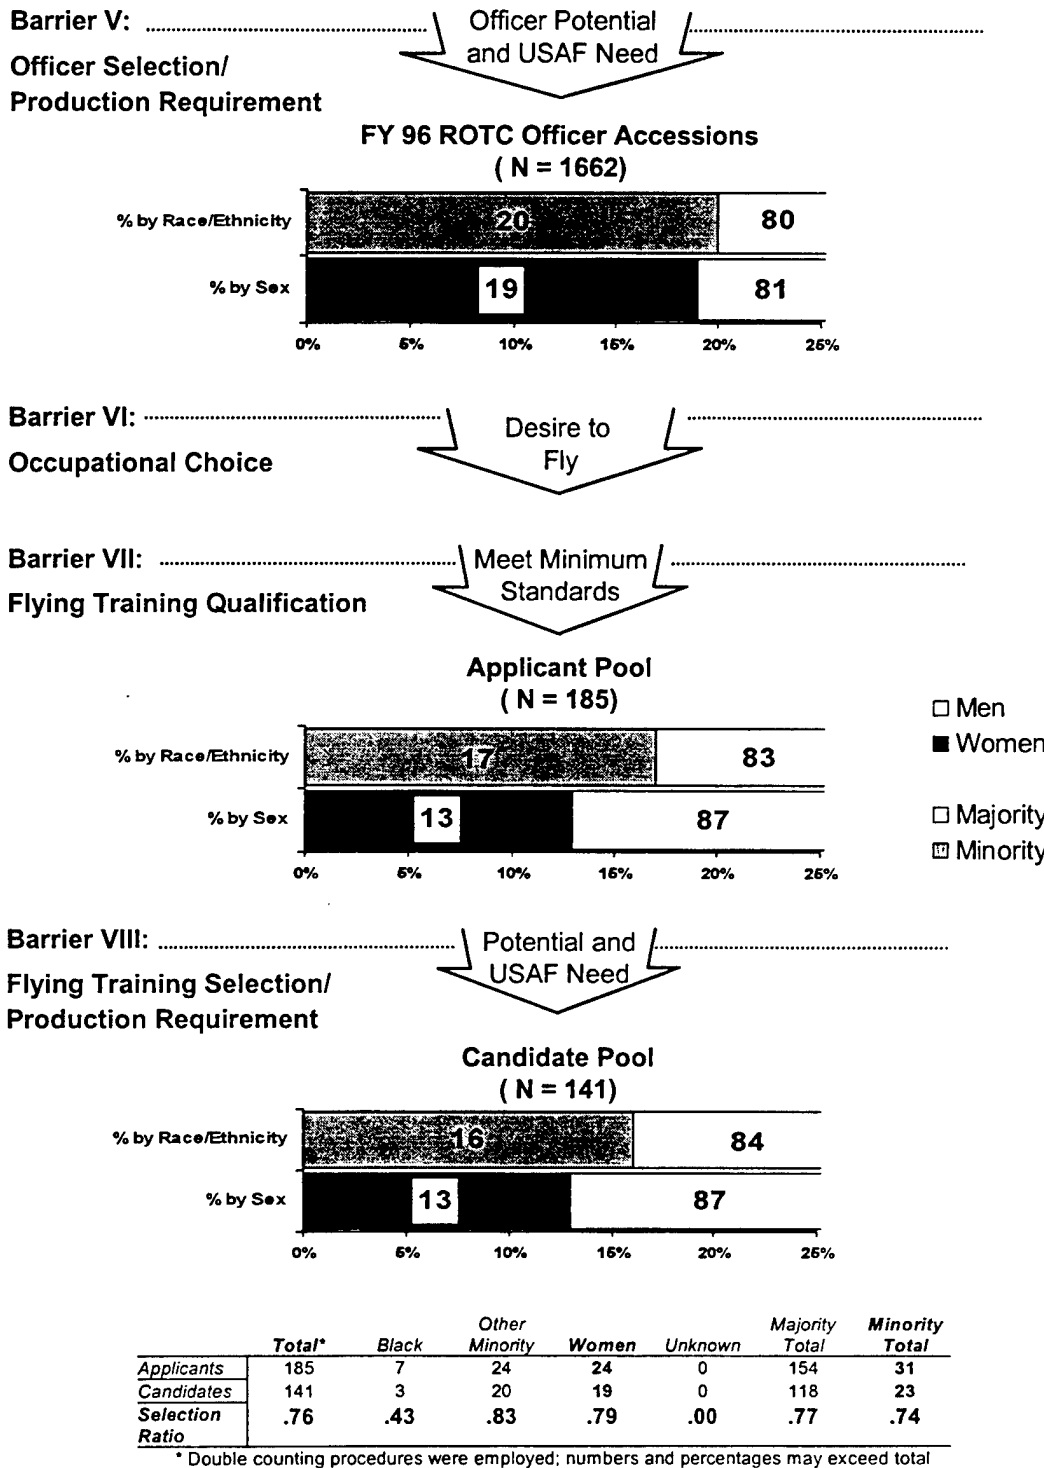 Barrier V:
Officer Potential
and USAF Need
Officer Selection/
Production Requirement
FY 96 ROTC Officer Accessions
( N = 1662)
% by Race/Ethnicity 20 80
% by Sex 19 81
0% 5% 10% 15% 20% 25%
Barrier VI:
Desire to
Fly
Occupational Choice
Barrier VII:
Meet Minimum
Standards
Flying Training Qualification
Applicant Pool
( N = 185)
% by Race/Ethnicity 17 83
% by Sex 13 87
0% 5% 10% 15% 20% 25%
Men
Women
Majority
Minority
Barrier VIII:
Potential and
USAF Need
Flying Training Selection/
Production Requirement
Candidate Pool
( N = 141)
% by Race/Ethnicity 16 84
% by Sex 13 87
0% 5% 10% 15% 20% 25%
Total* Black Other Minority Women Unknown Majority Total Minority Total
Applicants 185 7 24 24 0 154 31
Candidates 141 3 20 19 0 118 23
Selection Ratio .76 .43 .83 .79 .00 .77 .74
* Double counting procedures were employed; numbers and percentages may exceed total